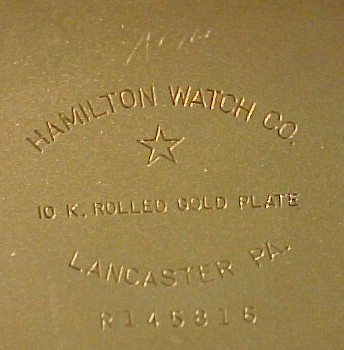 HAMILTON WATCH CO.
10 K. ROLLED GOLD PLATE
LANCASTER PA.
R145816